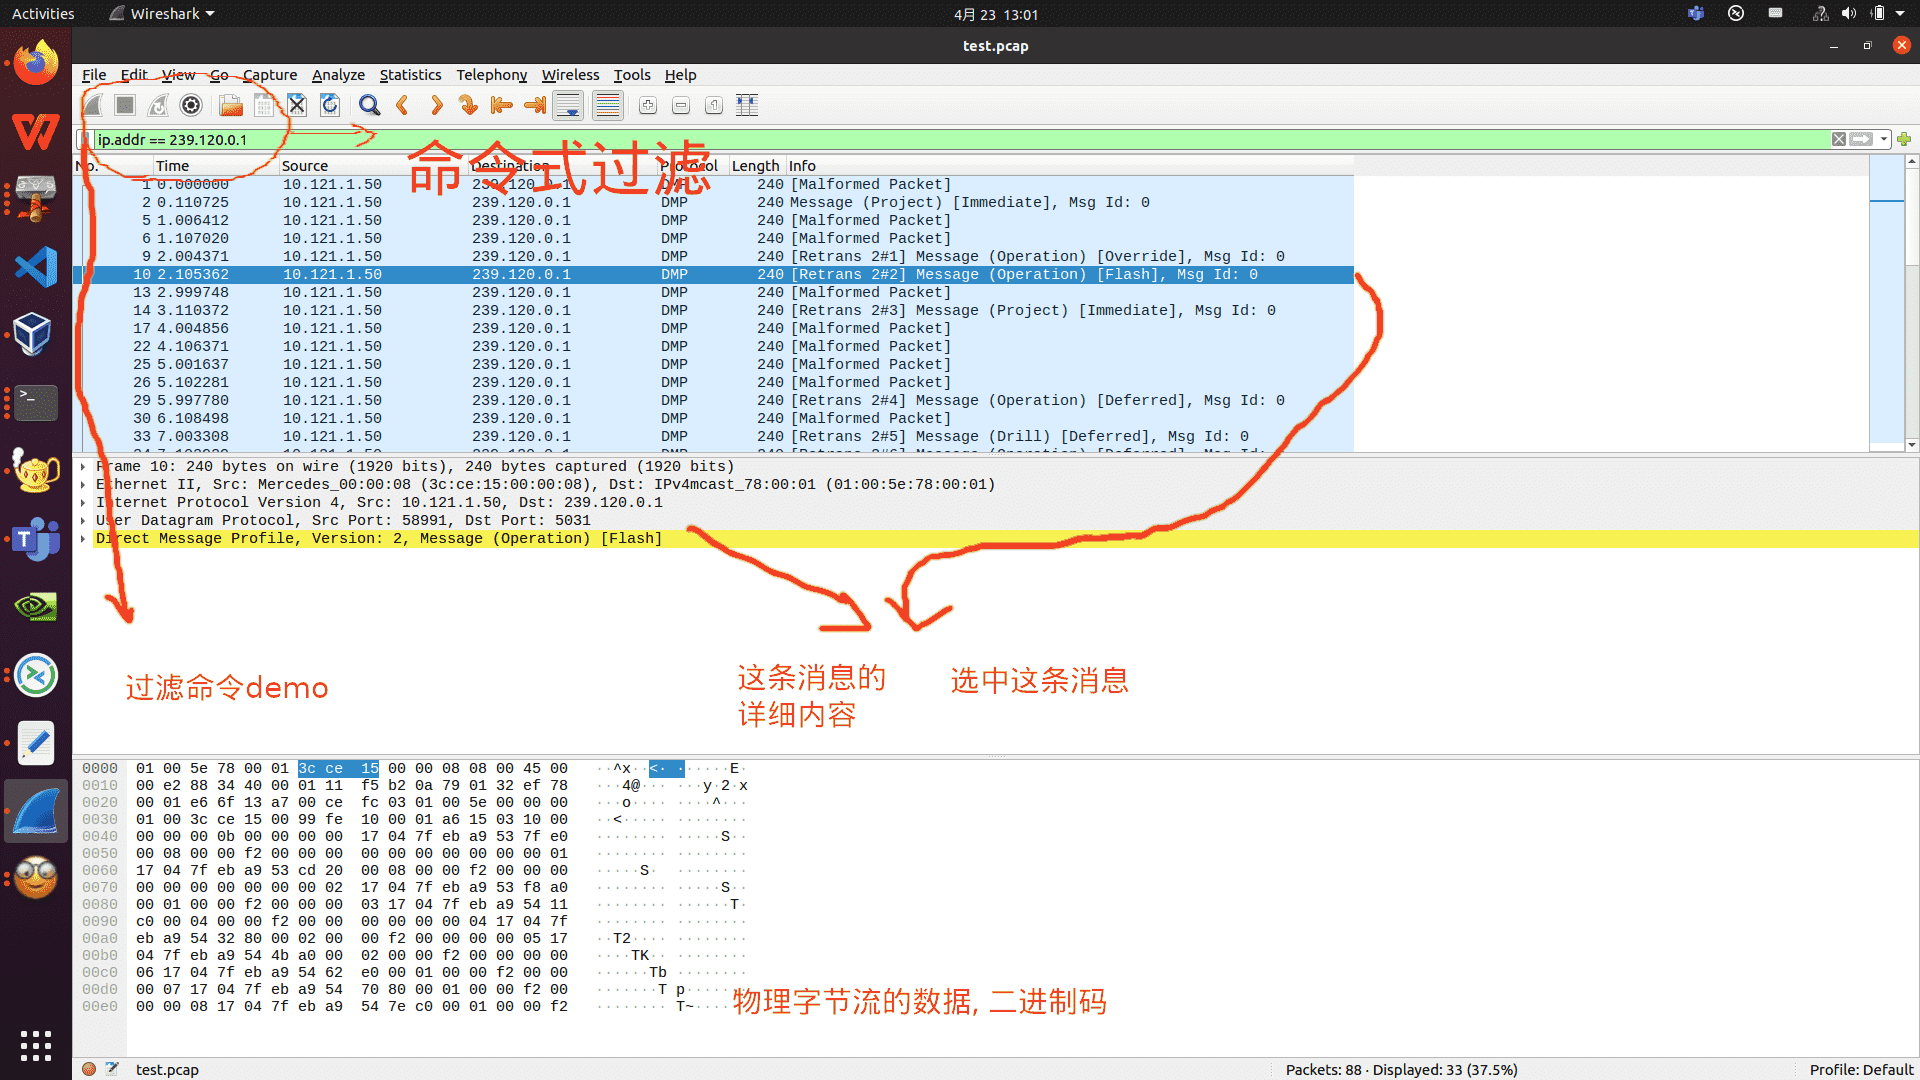 Activities Wireshark 4月 23 13:01
test.pcap
File Edit View Go Capture Analyze Statistics Telephony Wireless Tools Help
ip.addr == 239.120.0.1
命令式过滤
No. Time Source Destination Protocol Length Info
1 0.000000 10.121.1.50 239.120.0.1 DMP 240 [Malformed Packet]
2 0.110725 10.121.1.50 239.120.0.1 DMP 240 Message (Project) [Immediate], Msg Id: 0
5 1.006412 10.121.1.50 239.120.0.1 DMP 240 [Malformed Packet]
6 1.107020 10.121.1.50 239.120.0.1 DMP 240 [Malformed Packet]
9 2.004371 10.121.1.50 239.120.0.1 DMP 240 [Retrans 2#1] Message (Operation) [Override], Msg Id: 0
10 2.105362 10.121.1.50 239.120.0.1 DMP 240 [Retrans 2#2] Message (Operation) [Flash], Msg Id: 0
13 2.999748 10.121.1.50 239.120.0.1 DMP 240 [Malformed Packet]
14 3.110372 10.121.1.50 239.120.0.1 DMP 240 [Retrans 2#3] Message (Project) [Immediate], Msg Id: 0
17 4.004856 10.121.1.50 239.120.0.1 DMP 240 [Malformed Packet]
22 4.106371 10.121.1.50 239.120.0.1 DMP 240 [Malformed Packet]
25 5.001637 10.121.1.50 239.120.0.1 DMP 240 [Malformed Packet]
26 5.102281 10.121.1.50 239.120.0.1 DMP 240 [Malformed Packet]
29 5.997780 10.121.1.50 239.120.0.1 DMP 240 [Retrans 2#4] Message (Operation) [Deferred], Msg Id: 0
30 6.108498 10.121.1.50 239.120.0.1 DMP 240 [Malformed Packet]
33 7.003308 10.121.1.50 239.120.0.1 DMP 240 [Retrans 2#5] Message (Drill) [Deferred], Msg Id: 0
Frame 10: 240 bytes on wire (1920 bits), 240 bytes captured (1920 bits)
Ethernet II, Src: Mercedes_00:00:08 (3c:ce:15:00:00:08), Dst: IPv4mcast_78:00:01 (01:00:5e:78:00:01)
Internet Protocol Version 4, Src: 10.121.1.50, Dst: 239.120.0.1
User Datagram Protocol, Src Port: 58991, Dst Port: 5031
Direct Message Profile, Version: 2, Message (Operation) [Flash]
过滤命令demo
这条消息的
详细内容
选中这条消息
0000 01 00 5e 78 00 01 3c ce 15 00 00 08 08 00 45 00 ··^x··<· ······E·
0010 00 e2 88 34 40 00 01 11 f5 b2 0a 79 01 32 ef 78 ···4@··· ···y·2·x
0020 00 01 e6 6f 13 a7 00 ce fc 03 01 00 5e 00 00 00 ···o···· ····^···
0030 01 00 3c ce 15 00 99 fe 10 00 01 a6 15 03 10 00 ··<····· ········
0040 00 00 00 0b 00 00 00 00 17 04 7f eb a9 53 7f e0 ········ ·····S··
0050 00 08 00 00 f2 00 00 00 00 00 00 00 00 00 00 01 ········ ········
0060 17 04 7f eb a9 53 cd 20 00 08 00 00 f2 00 00 00 ·····S· ········
0070 00 00 00 00 00 00 00 02 17 04 7f eb a9 53 f8 a0 ········ ·····S··
0080 00 01 00 00 f2 00 00 00 03 17 04 7f eb a9 54 11 ········ ······T·
0090 c0 00 04 00 00 f2 00 00 00 00 00 00 04 17 04 7f ········ ········
00a0 eb a9 54 32 80 00 02 00 00 f2 00 00 00 00 05 17 ··T2···· ········
00b0 04 7f eb a9 54 4b a0 00 02 00 00 f2 00 00 00 00 ····TK·· ········
00c0 06 17 04 7f eb a9 54 62 e0 00 01 00 00 f2 00 00 ······Tb ········
00d0 00 07 17 04 7f eb a9 54 70 80 00 01 00 00 f2 00 ·······T p·······
00e0 00 00 08 17 04 7f eb a9 54 7e c0 00 01 00 00 f2 ········ T~······
物理字节流的数据, 二进制码
test.pcap Packets: 88 · Displayed: 33 (37.5%) Profile: Default